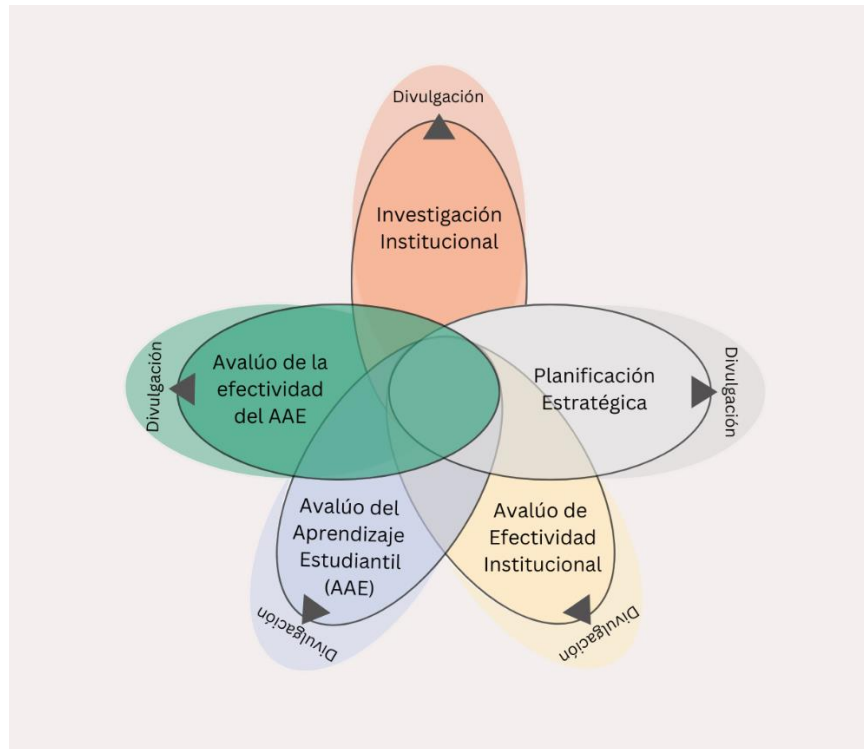 Divulgación
Investigación
Institucional
Divulgación
Avalúo de la
efectividad
del AAE
Planificación
Estratégica
Divulgación
Avalúo del
Aprendizaje
Estudiantil
(AAE)
Divulgación
Avalúo de
Efectividad
Institucional
Divulgación